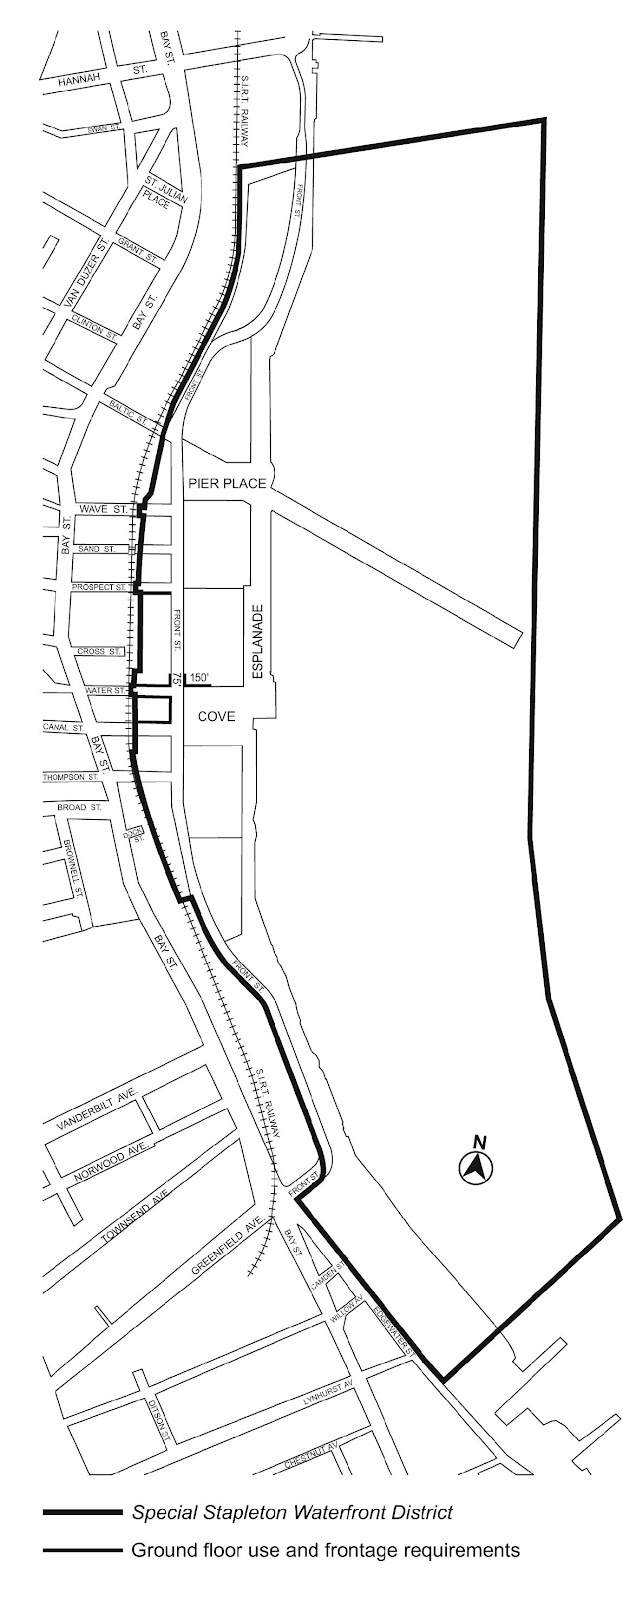 BAY ST.
HANNAH ST.
S.I.R.T. RAILWAY
SWAN ST.
ST. JULIAN
PLACE
FRONT ST.
GRANT ST.
VAN DUZER ST.
BAY ST.
CLINTON ST.
FRONT ST.
BALTIC ST.
PIER PLACE
WAVE ST.
BAY ST.
SAND ST.
PROSPECT ST.
FRONT ST.
ESPLANADE
CROSS ST.
75'
150'
WATER ST.
COVE
CANAL ST.
BAY ST.
THOMPSON ST.
BROAD ST.
DOCK
ST.
BROWNELL ST.
BAY ST.
FRONT ST.
S.I.R.T. RAILWAY
VANDERBILT AVE.
N
NORWOOD AVE.
FRONT ST.
TOWNSEND AVE.
GREENFIELD AVE.
BAY ST
CAMDEN ST
WILLOW AV
EDGEWATER ST
LYNHURST AV
DITSON ST.
CHESTNUT AV
Special Stapleton Waterfront District
Ground floor use and frontage requirements